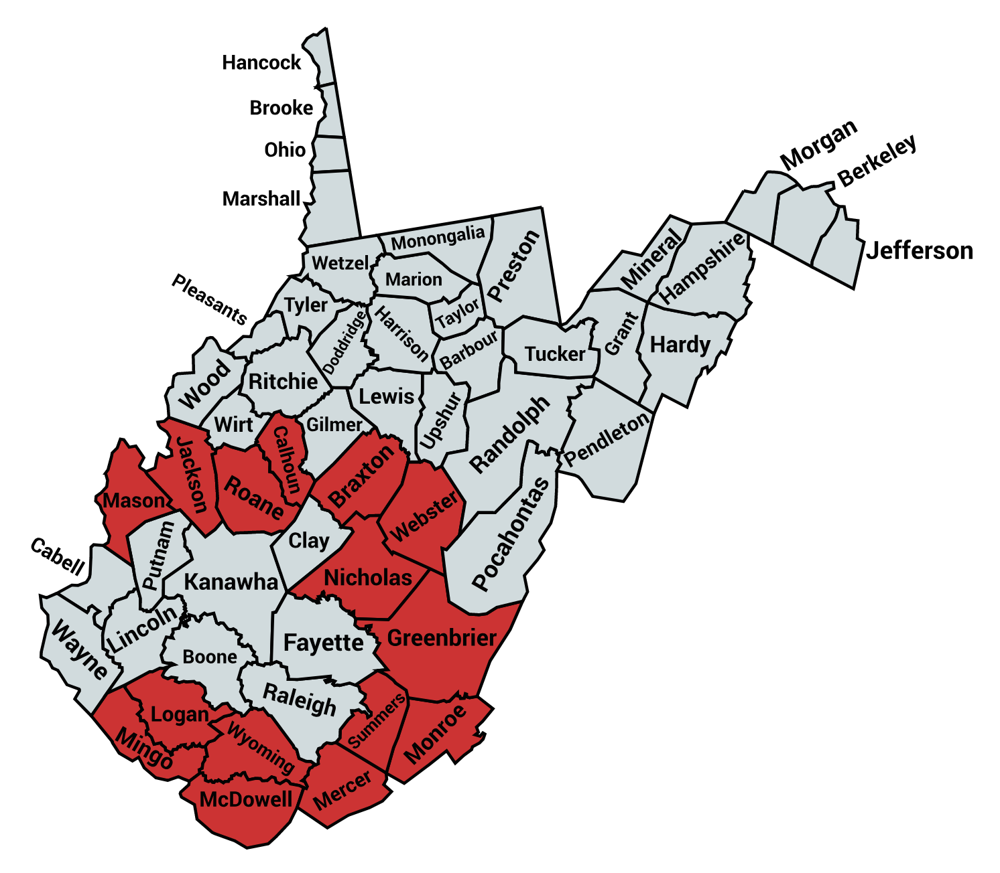 Hancock
Brooke
Ohio
Marshall
Morgan
Berkeley
Jefferson
Monongalia
Wetzel
Marion
Preston
Mineral
Hampshire
Pleasants
Tyler
Doddridge
Harrison
Taylor
Barbour
Tucker
Grant
Hardy
Wood
Ritchie
Lewis
Wirt
Gilmer
Upshur
Randolph
Pendleton
Calhoun
Jackson
Roane
Braxton
Mason
Webster
Pocahontas
Putnam
Clay
Cabell
Kanawha
Nicholas
Lincoln
Wayne
Boone
Fayette
Greenbrier
Raleigh
Logan
Summers
Monroe
Mingo
Wyoming
Mercer
McDowell